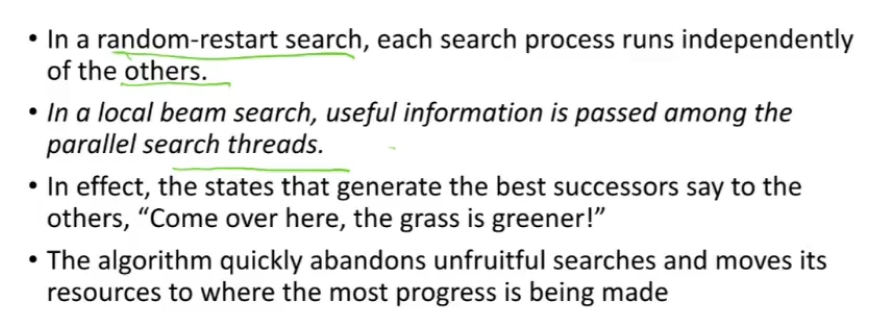 • In a random-restart search, each search process runs independently
of the others.
• In a local beam search, useful information is passed among the
parallel search threads.
• In effect, the states that generate the best successors say to the
others, “Come over here, the grass is greener!”
• The algorithm quickly abandons unfruitful searches and moves its
resources to where the most progress is being made